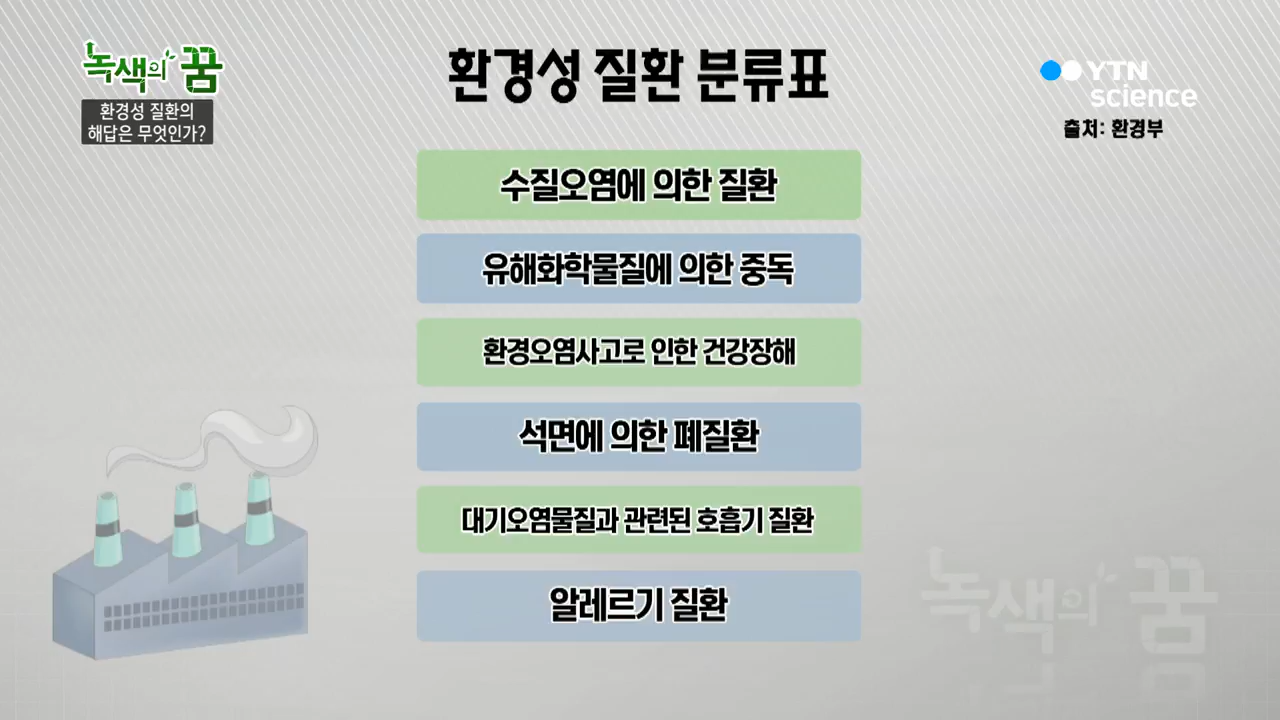 녹색의 꿈
환경성 질환의
해답은 무엇인가?
환경성 질환 분류표
YTN
science
출처: 환경부
수질오염에 의한 질환
유해화학물질에 의한 중독
환경오염사고로 인한 건강장해
석면에 의한 폐질환
대기오염물질과 관련된 호흡기 질환
알레르기 질환
녹색의 꿈